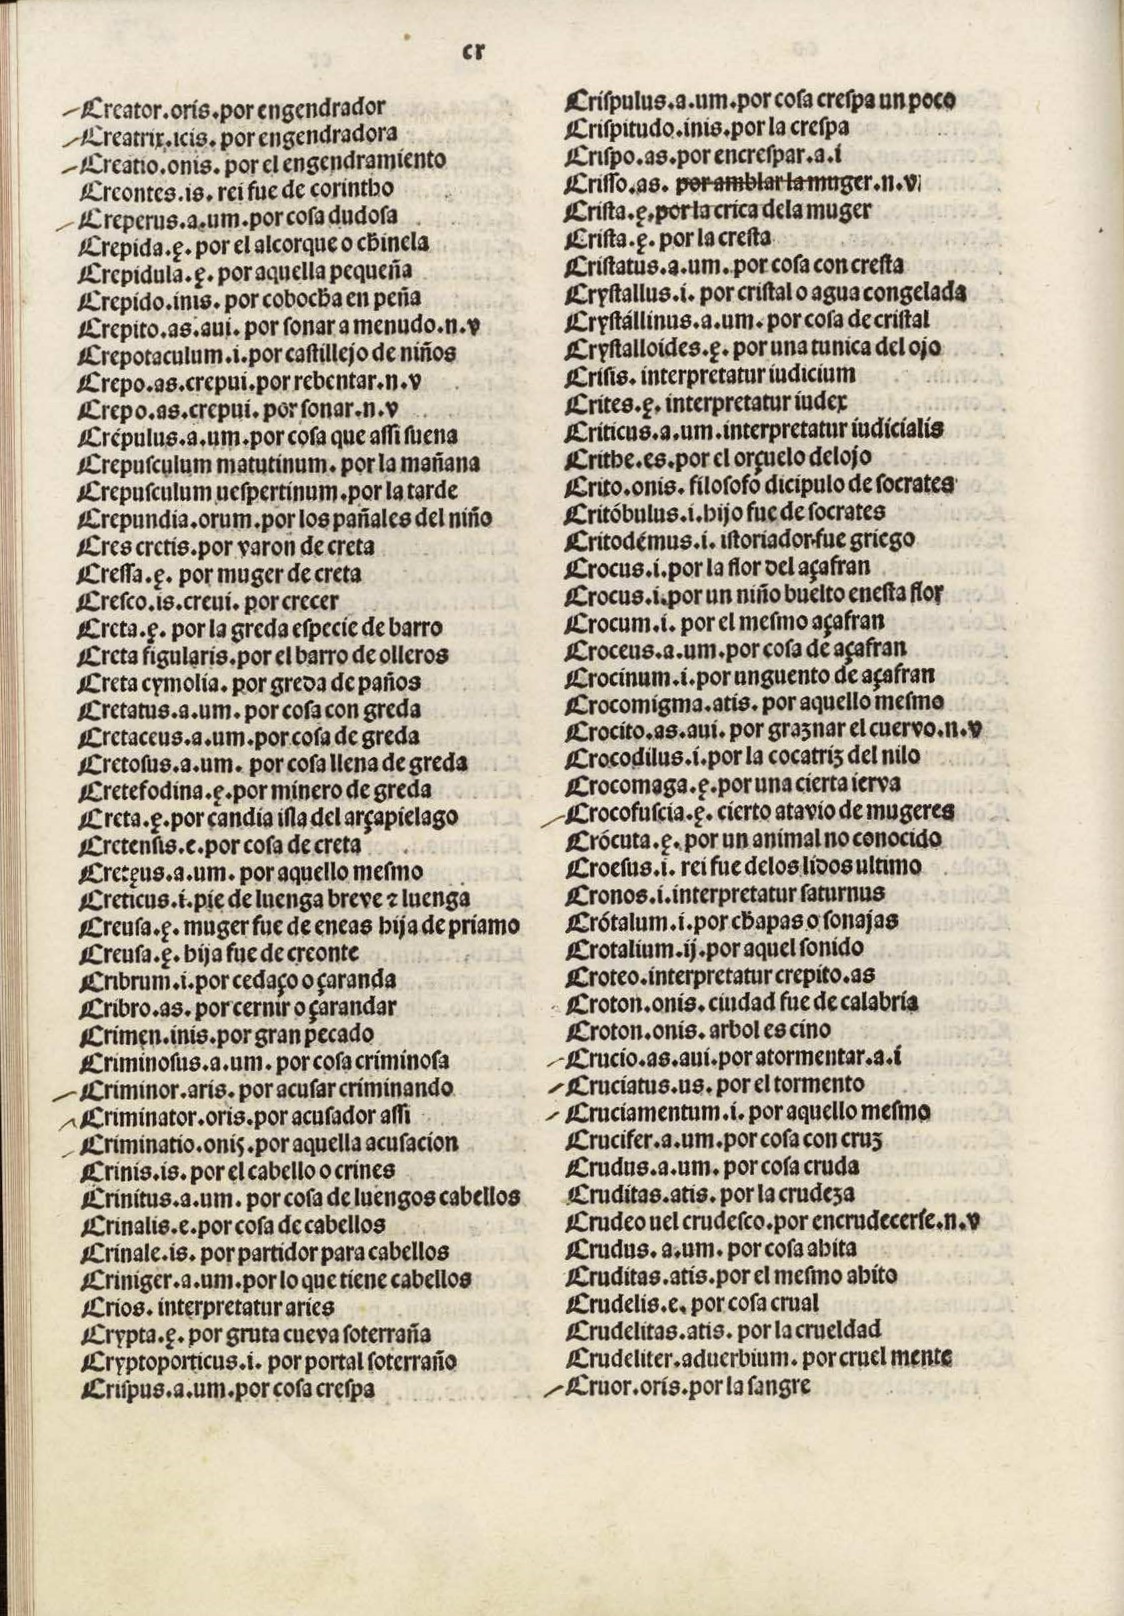 cr
Creator.oris.por engendrador
Creatrix.icis.por engendradora
Creatio.onis.por el engendramiento
Creontes.is.rei fue de corintho
Creperus.a.um.por cosa dudosa
Crepida.ę.por el alcorque o chinela
Crepidula.ę.por aquella pequeña
Crepido.inis.por cobocha en peña
Crepito.as.aui.por sonar a menudo.n.v
Crepotaculum.i.por castillejo de niños
Crepo.as.crepui.por rebentar.n.v
Crepo.as.crepui.por sonar.n.v
Crépulus.a.um.por cosa que assi suena
Crepusculum matutinum.por la mañana
Crepusculum uespertinum.por la tarde
Crepundia.orum.por los pañales del niño
Cres cretis.por varon de creta
Cressa.ę.por muger de creta
Cresco.is.creui.por crecer
Creta.ę.por la greda especie de barro
Creta figularis.por el barro de olleros
Creta cymolia.por greda de paños
Cretatus.a.um.por cosa con greda
Cretaceus.a.um.por cosa de greda
Cretosus.a.um.por cosa llena de greda
Cretefodina.ę.por minero de greda
Creta.ę.por candia isla del arçapielago
Cretensis.e.por cosa de creta
Cretęus.a.um.por aquello mesmo
Creticus.i.pie de luenga breve ⁊ luenga
Creusa.ę.muger fue de eneas hija de priamo
Creusa.ę.hija fue de creonte
Cribrum.i.por cedaço o çaranda
Cribro.as.por cernir o çarandar
Crimen.inis.por gran pecado
Criminosus.a.um.por cosa criminosa
Criminor.aris.por acusar criminando
Criminator.oris.por acusador assi
Criminatio.onis.por aquella acusacion
Crinis.is.por el cabello o crines
Crinitus.a.um.por cosa de luengos cabellos
Crinalis.e.por cosa de cabellos
Crinale.is.por partidor para cabellos
Criniger.a.um.por lo que tiene cabellos
Crios.interpretatur aries
Crypta.ę.por gruta cueva soterraña
Cryptoporticus.i.por portal soterraño
Crispus.a.um.por cosa crespa
Crispulus.a.um.por cosa crespa un poco
Crispitudo.inis.por la crespa
Crispo.as.por encrespar.a.i
Crisso.as.por amblar la muger.n.v
Crista.ę.por la crica dela muger
Crista.ę.por la cresta
Cristatus.a.um.por cosa con cresta
Crystallus.i.por cristal o agua congelada
Crystállinus.a.um.por cosa de cristal
Crystalloides.ę.por una tunica del ojo
Crisis.interpretatur iudicium
Crites.ę.interpretatur iudex
Criticus.a.um.interpretatur iudicialis
Crithe.es.por el orçuelo delojo
Crito.onis.filosofo dicipulo de socrates
Critóbulus.i.hijo fue de socrates
Critodémus.i.istoriador fue griego
Crocus.i.por la flor del açafran
Crocus.i.por un niño buelto enesta flor
Crocum.i.por el mesmo açafran
Croceus.a.um.por cosa de açafran
Crocinum.i.por unguento de açafran
Crocomigma.atis.por aquello mesmo
Crocito.as.aui.por graznar el cuervo.n.v
Crocodilus.i.por la cocatriz del nilo
Crocomaga.ę.por una cierta ierva
Crocofuscia.ę.cierto atavio de mugeres
Crócuta.ę.por un animal no conocido
Croesus.i.rei fue delos lidos ultimo
Cronos.i.interpretatur saturnus
Crótalum.i.por chapas o sonajas
Crotalium.ij.por aquel sonido
Croteo.interpretatur crepito.as
Croton.onis.ciudad fue de calabria
Croton.onis.arbol es cino
Crucio.as.aui.por atormentar.a.i
Cruciatus.us.por el tormento
Cruciamentum.i.por aquello mesmo
Crucifer.a.um.por cosa con cruz
Crudus.a.um.por cosa cruda
Cruditas.atis.por la crudeza
Crudeo uel crudesco.por encrudecerse.n.v
Crudus.a.um.por cosa ahita
Cruditas.atis.por el mesmo ahito
Crudelis.e.por cosa crual
Crudelitas.atis.por la crueldad
Crudeliter.aduerbium.por cruel mente
Cruor.oris.por la sangre